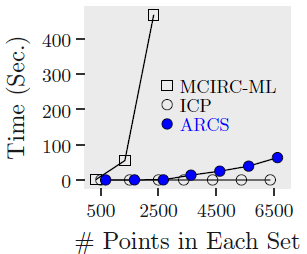 400
300
200
100
0
Time (Sec.)
MCIRC-ML
ICP
ARCS
500 2500 4500 6500
# Points in Each Set